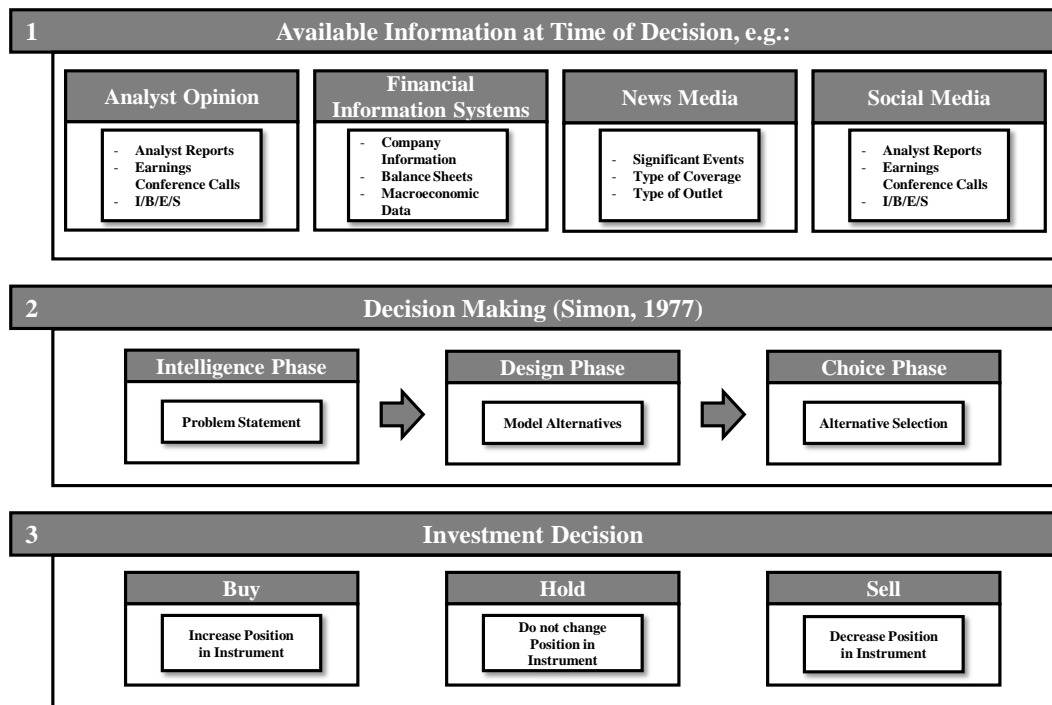 1
Available Information at Time of Decision, e.g.:
Analyst Opinion
- Analyst Reports
- Earnings
Conference Calls
- I/B/E/S
Financial
Information Systems
- Company
Information
- Balance Sheets
- Macroeconomic
Data
News Media
- Significant Events
- Type of Coverage
- Type of Outlet
Social Media
- Analyst Reports
- Earnings
Conference Calls
- I/B/E/S
2
Decision Making (Simon, 1977)
Intelligence Phase
Problem Statement
Design Phase
Model Alternatives
Choice Phase
Alternative Selection
3
Investment Decision
Buy
Increase Position
in Instrument
Hold
Do not change
Position in
Instrument
Sell
Decrease Position
in Instrument